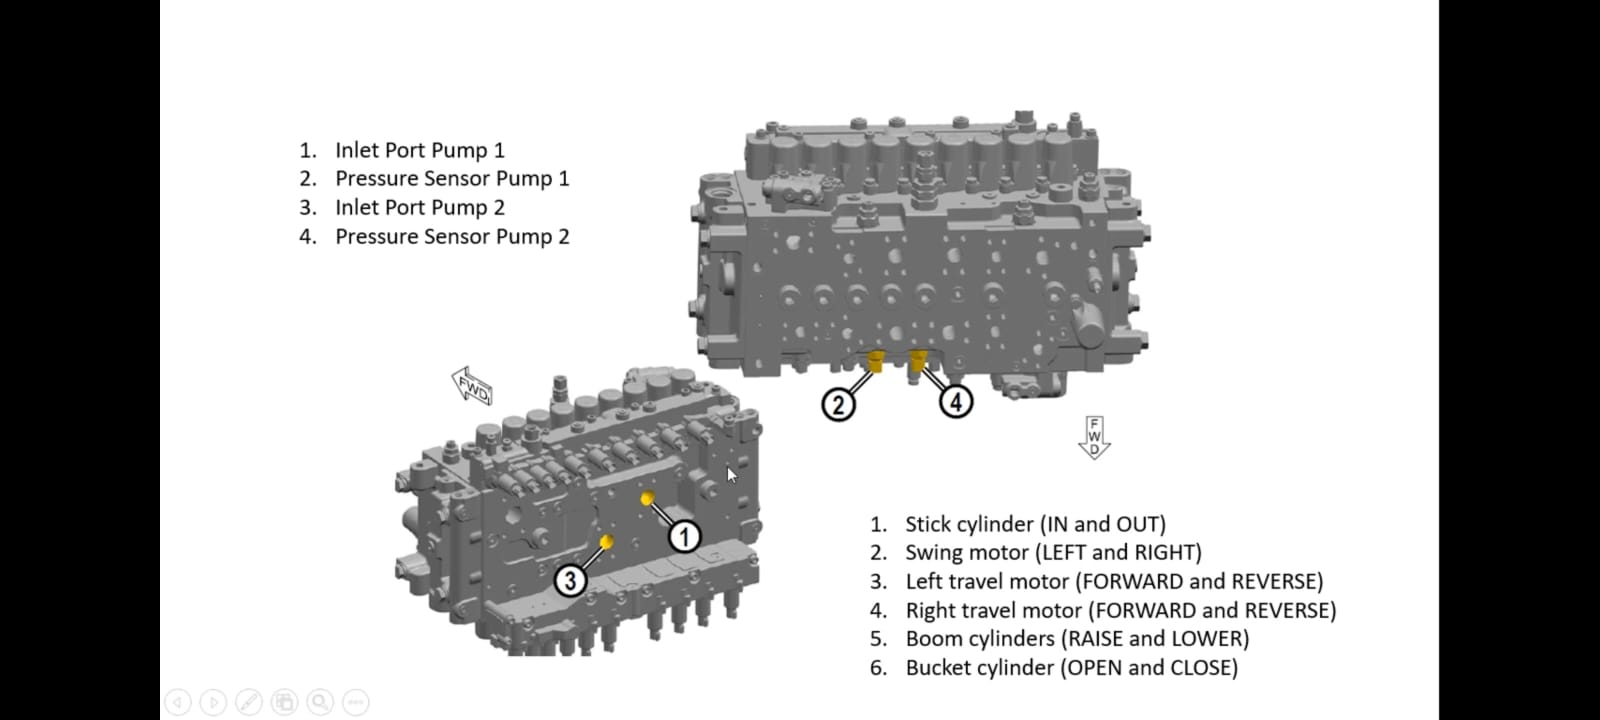 1. Inlet Port Pump 1
2. Pressure Sensor Pump 1
3. Inlet Port Pump 2
4. Pressure Sensor Pump 2
2
4
FWD
FWD
1
3
1. Stick cylinder (IN and OUT)
2. Swing motor (LEFT and RIGHT)
3. Left travel motor (FORWARD and REVERSE)
4. Right travel motor (FORWARD and REVERSE)
5. Boom cylinders (RAISE and LOWER)
6. Bucket cylinder (OPEN and CLOSE)